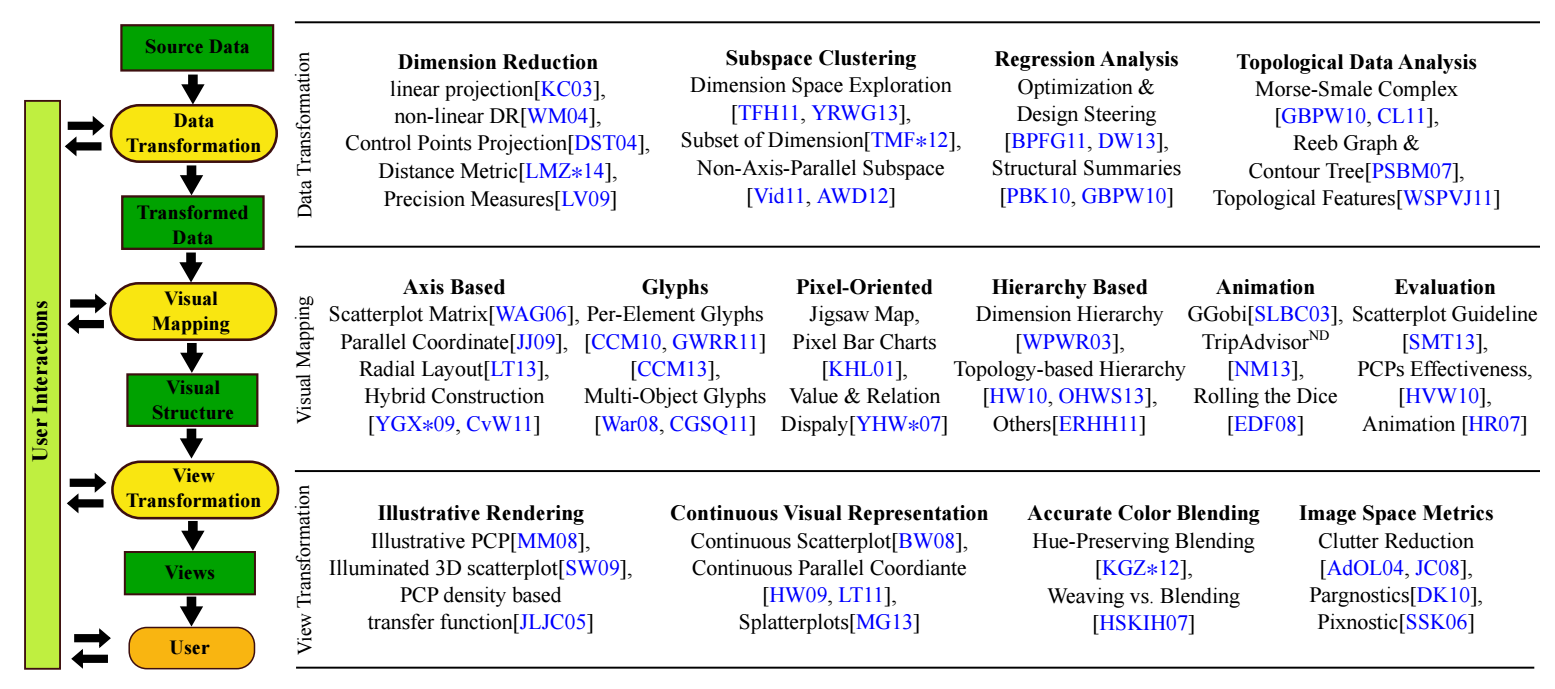 User Interactions
Source Data
Data
Transformation
Transformed
Data
Visual
Mapping
Visual
Structure
View
Transformation
Views
User
Data Transformation
Dimension Reduction
linear projection[KC03],
non-linear DR[WM04],
Control Points Projection[DST04],
Distance Metric[LMZ∗14],
Precision Measures[LV09]
Subspace Clustering
Dimension Space Exploration
[TFH11, YRWG13],
Subset of Dimension[TMF∗12],
Non-Axis-Parallel Subspace
[Vid11, AWD12]
Regression Analysis
Optimization &
Design Steering
[BPFG11, DW13],
Structural Summaries
[PBK10, GBPW10]
Topological Data Analysis
Morse-Smale Complex
[GBPW10, CL11],
Reeb Graph &
Contour Tree[PSBM07],
Topological Features[WSPVJ11]
Visual Mapping
Axis Based
Scatterplot Matrix[WAG06],
Parallel Coordinate[JJ09],
Radial Layout[LT13],
Hybrid Construction
[YGX∗09, CvW11]
Glyphs
Per-Element Glyphs
[CCM10, GWRR11]
[CCM13],
Multi-Object Glyphs
[War08, CGSQ11]
Pixel-Oriented
Jigsaw Map,
Pixel Bar Charts
[KHL01],
Value & Relation
Dispaly[YHW∗07]
Hierarchy Based
Dimension Hierarchy
[WPWR03],
Topology-based Hierarchy
[HW10, OHWS13],
Others[ERHH11]
Animation
GGobi[SLBC03],
TripAdvisorND
[NM13],
Rolling the Dice
[EDF08]
Evaluation
Scatterplot Guideline
[SMT13],
PCPs Effectiveness,
[HVW10],
Animation [HR07]
View Transformation
Illustrative Rendering
Illustrative PCP[MM08],
Illuminated 3D scatterplot[SW09],
PCP density based
transfer function[JLJC05]
Continuous Visual Representation
Continuous Scatterplot[BW08],
Continuous Parallel Coordiante
[HW09, LT11],
Splatterplots[MG13]
Accurate Color Blending
Hue-Preserving Blending
[KGZ∗12],
Weaving vs. Blending
[HSKIH07]
Image Space Metrics
Clutter Reduction
[AdOL04, JC08],
Pargnostics[DK10],
Pixnostic[SSK06]